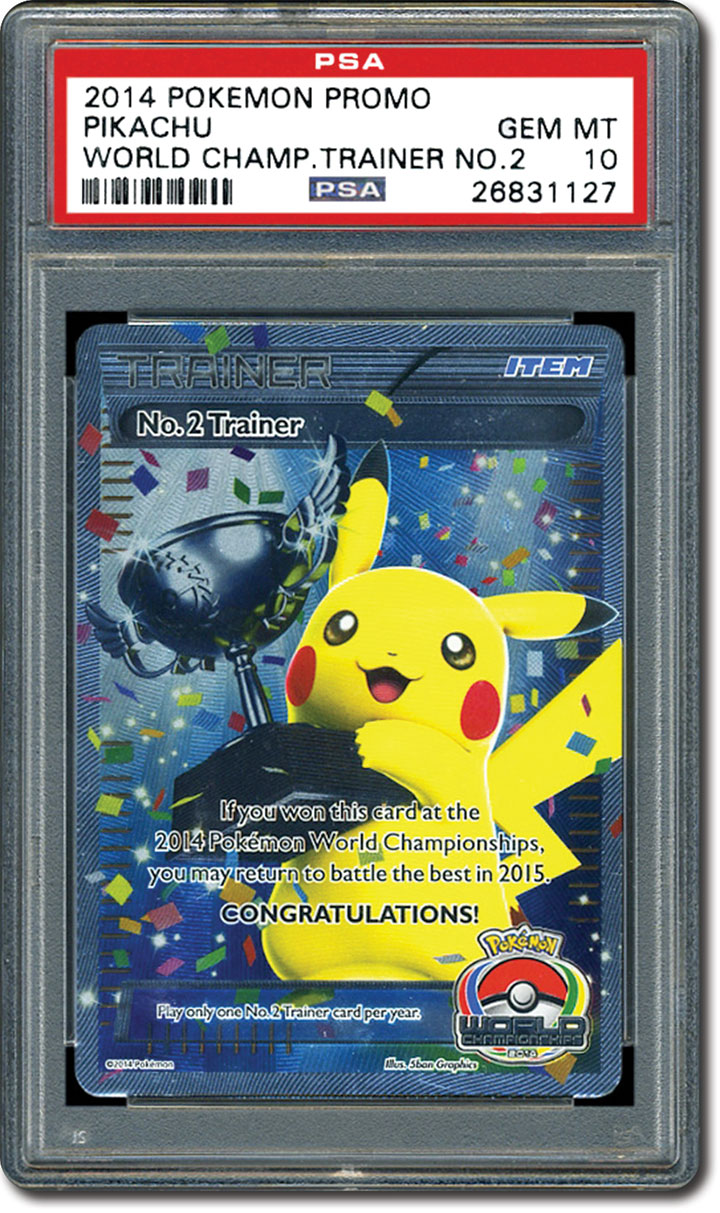 PSA
2014 POKEMON PROMO
PIKACHU GEM MT
WORLD CHAMP.TRAINER NO.2 10
PSA 26831127
TRAINER ITEM
No. 2 Trainer
If you won this card at the
2014 Pokémon World Championships,
you may return to battle the best in 2015.
CONGRATULATIONS!
POKéMON
Play only one No. 2 Trainer card per year.
WORLD
CHAMPIONSHIPS
2014
©2014 Pokémon Illus. 5ban Graphics